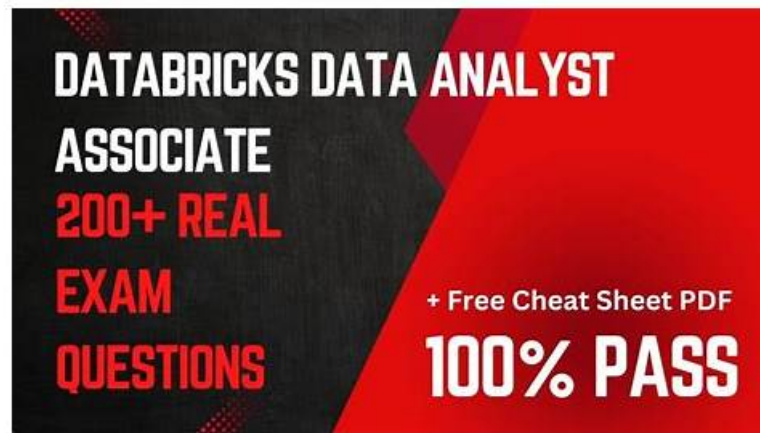 DATABRICKS DATA ANALYST
ASSOCIATE
200+ REAL
EXAM
QUESTIONS
+ Free Cheat Sheet PDF
100% PASS